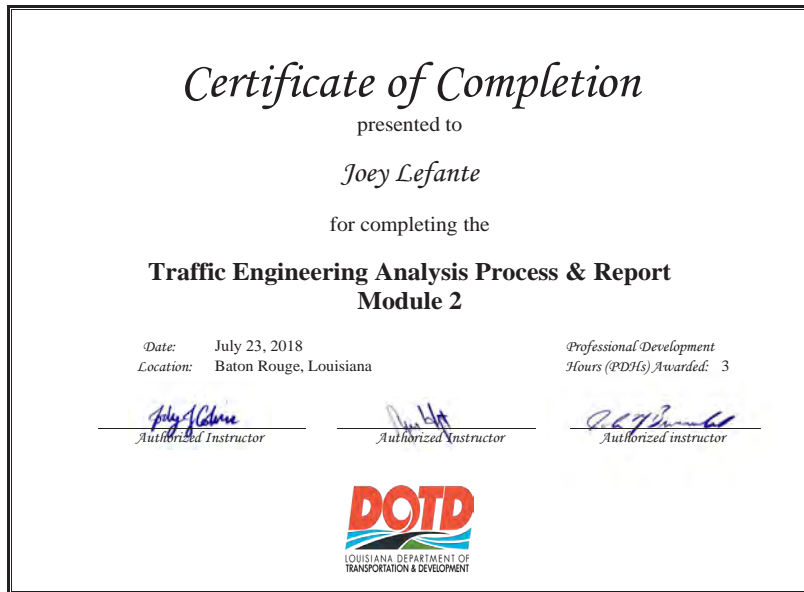 Certificate of Completion
presented to
Joey Lefante
for completing the
Traffic Engineering Analysis Process & Report
Module 2
Date: July 23, 2018
Location: Baton Rouge, Louisiana
Professional Development
Hours (PDHs) Awarded: 3
Authorized Instructor
Authorized Instructor
Authorized instructor
DOTD
LOUISIANA DEPARTMENT OF
TRANSPORTATION & DEVELOPMENT